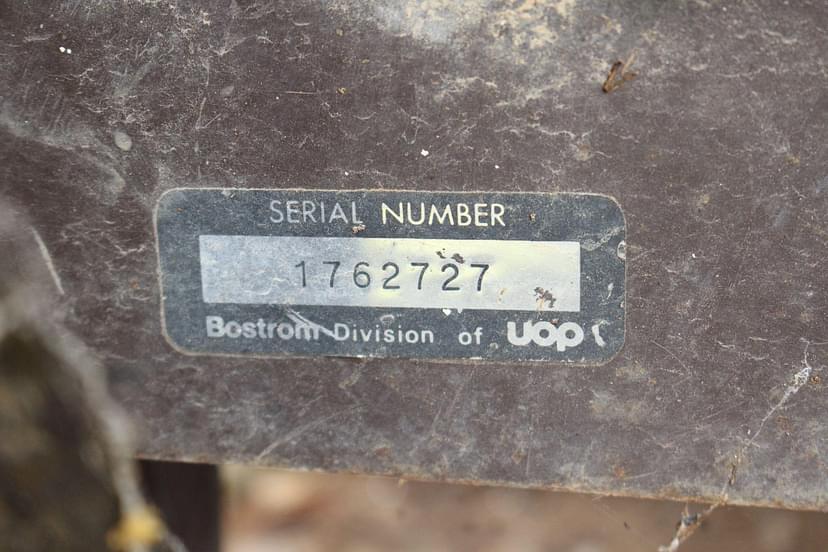 SERIAL NUMBER
1762727
Bostrom Division of uop